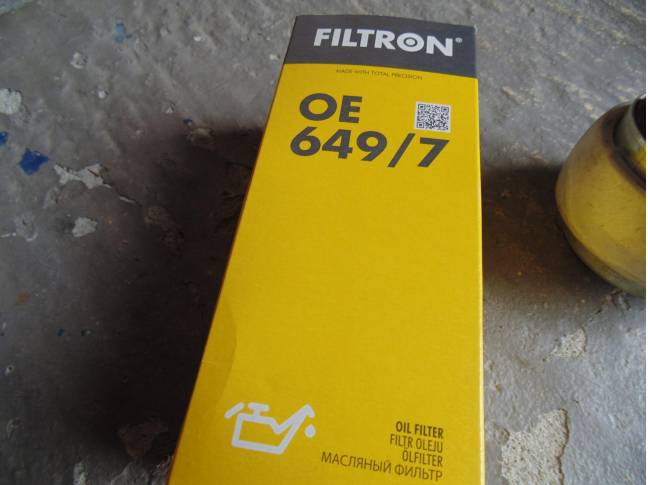 FILTRON®
MADE WITH TOTAL PRECISION
OE
649/7
OIL FILTER
FILTR OLEJU
ÖLFILTER
МАСЛЯНЫЙ ФИЛЬТР